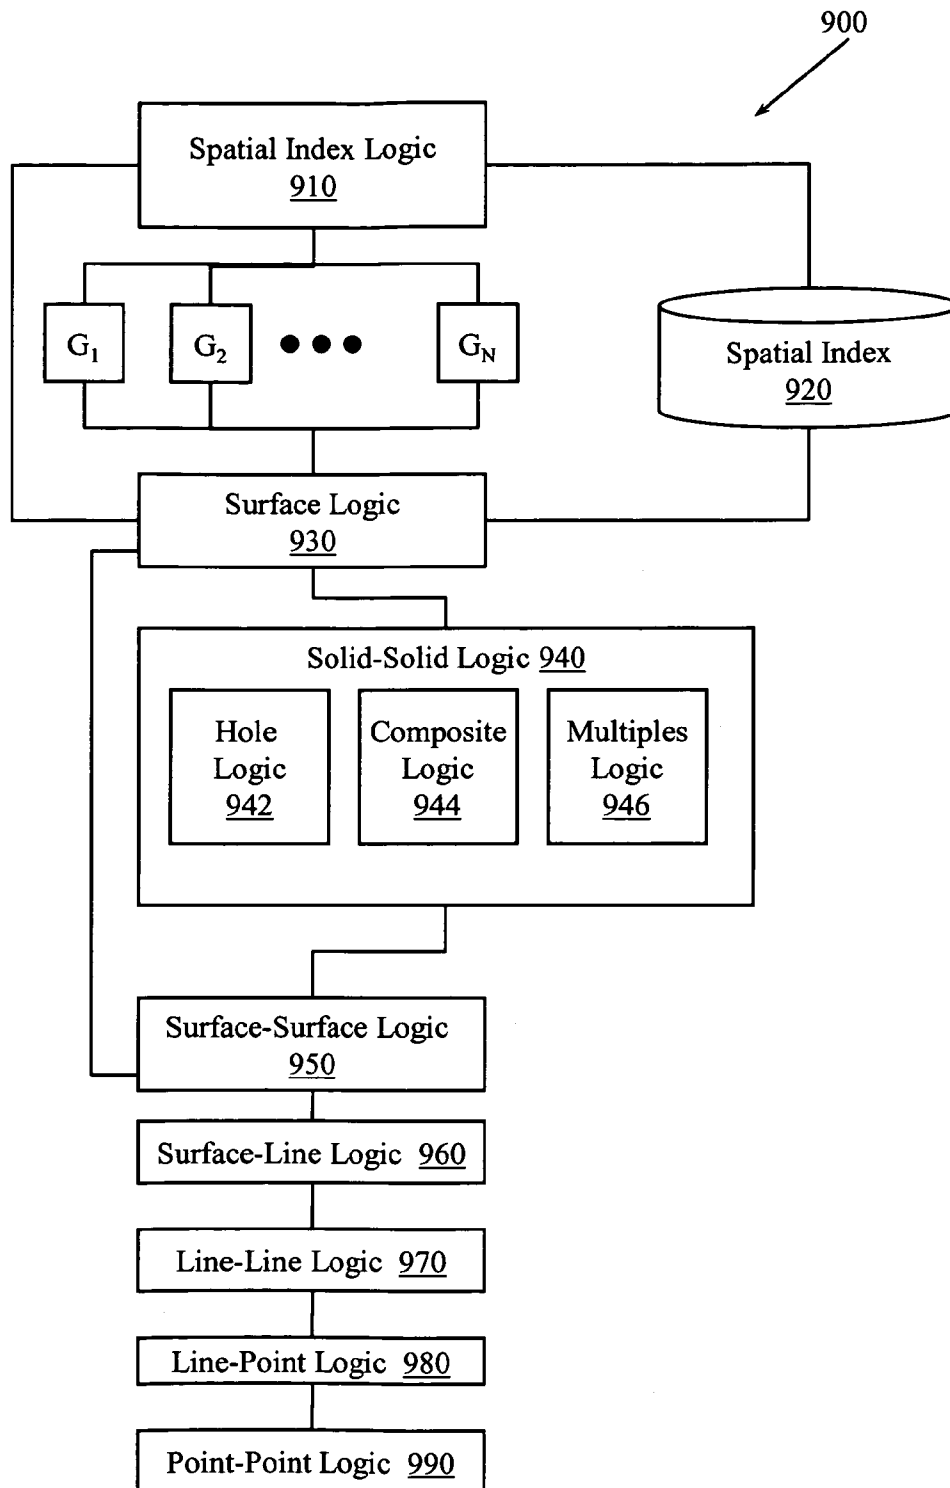 900
Spatial Index Logic
910
G1 G2 ●●● GN
Spatial Index
920
Surface Logic
930
Solid-Solid Logic 940
Hole
Logic
942
Composite
Logic
944
Multiples
Logic
946
Surface-Surface Logic
950
Surface-Line Logic 960
Line-Line Logic 970
Line-Point Logic 980
Point-Point Logic 990